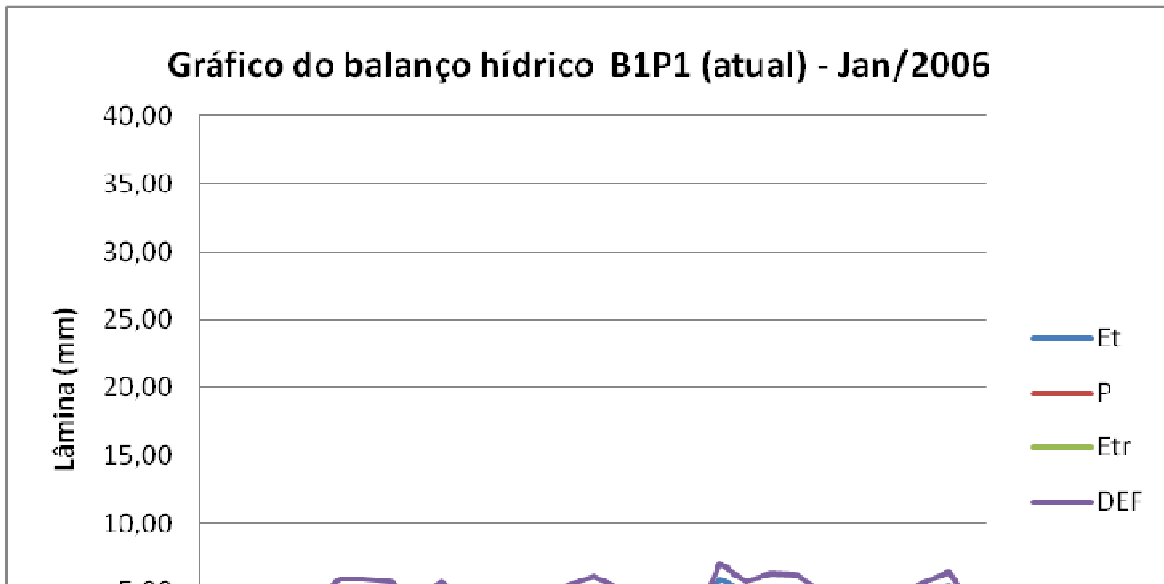 Gráfico do balanço hídrico B1P1 (atual) - Jan/2006
40,00
35,00
30,00
25,00
20,00
15,00
10,00
Lâmina (mm)
Et
P
Etr
DEF